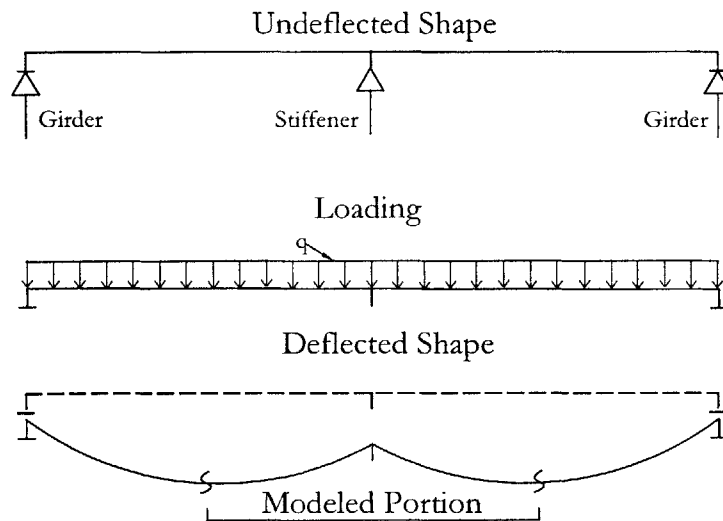 Undeflected Shape
Girder
Stiffener
Girder
Loading
q
Deflected Shape
Modeled Portion